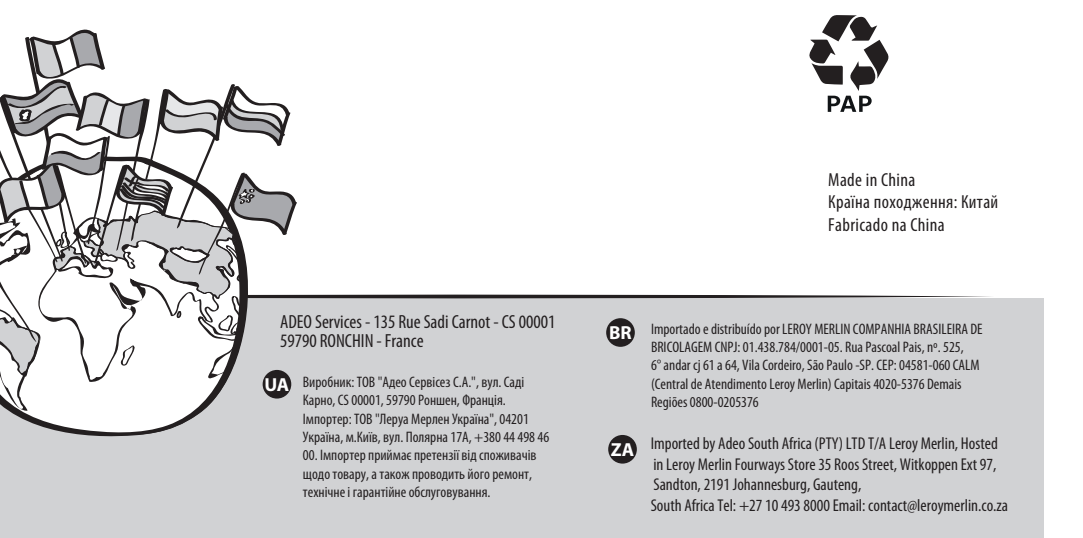 PAP
Made in China
Країна походження: Китай
Fabricado na China
ADEO Services - 135 Rue Sadi Carnot - CS 00001
59790 RONCHIN - France
UA
Виробник: ТОВ "Адео Сервісез С.А.", вул. Саді
Карно, CS 00001, 59790 Роншен, Франція.
Імпортер: ТОВ "Леруа Мерлен Україна", 04201
Україна, м.Київ, вул. Полярна 17А, +380 44 498 46
00. Імпортер приймає претензії від споживачів
щодо товару, а також проводить його ремонт,
технічне і гарантійне обслуговування.
BR
Importado e distribuído por LEROY MERLIN COMPANHIA BRASILEIRA DE
BRICOLAGEM CNPJ: 01.438.784/0001-05. Rua Pascoal Pais, nº. 525,
6° andar cj 61 a 64, Vila Cordeiro, São Paulo -SP. CEP: 04581-060 CALM
(Central de Atendimento Leroy Merlin) Capitais 4020-5376 Demais
Regiões 0800-0205376
ZA
Imported by Adeo South Africa (PTY) LTD T/A Leroy Merlin, Hosted
in Leroy Merlin Fourways Store 35 Roos Street, Witkoppen Ext 97,
Sandton, 2191 Johannesburg, Gauteng,
South Africa Tel: +27 10 493 8000 Email: contact@leroymerlin.co.za